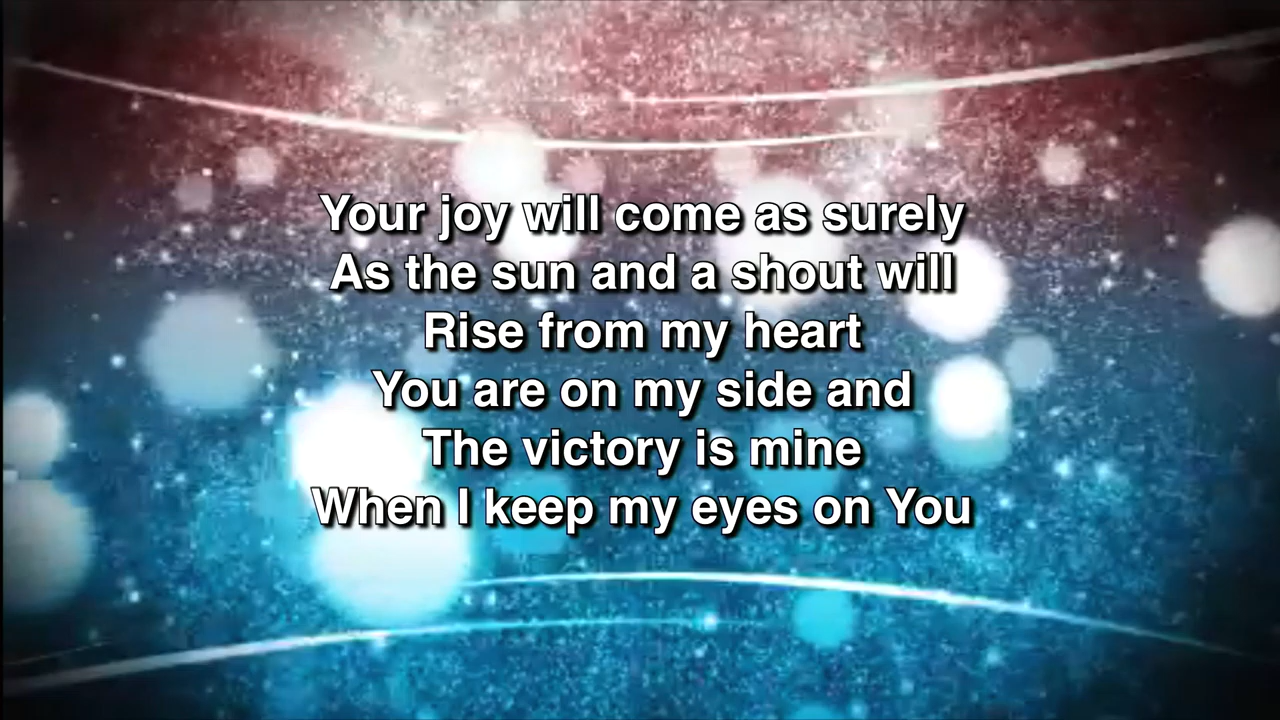 Your joy will come as surely
As the sun and a shout will
Rise from my heart
You are on my side and
The victory is mine
When I keep my eyes on You